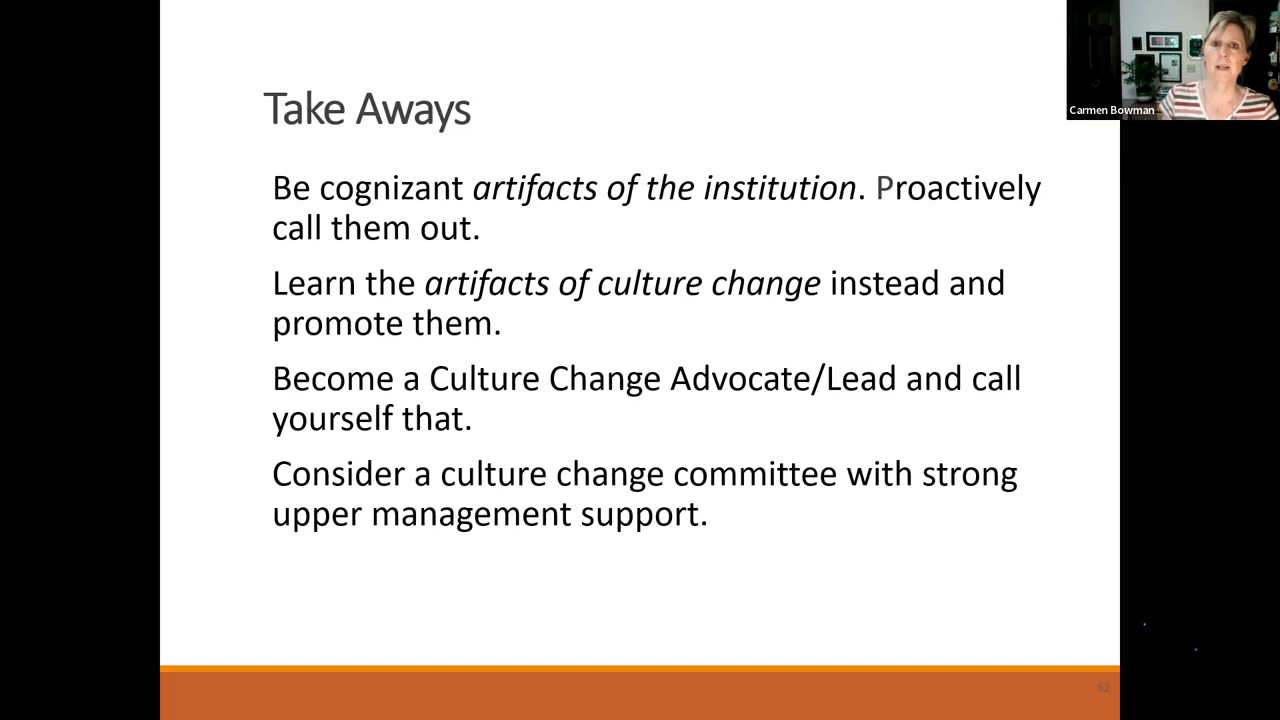 Take Aways
Carmen Bowman
Be cognizant artifacts of the institution. Proactively
call them out.
Learn the artifacts of culture change instead and
promote them.
Become a Culture Change Advocate/Lead and call
yourself that.
Consider a culture change committee with strong
upper management support.
62